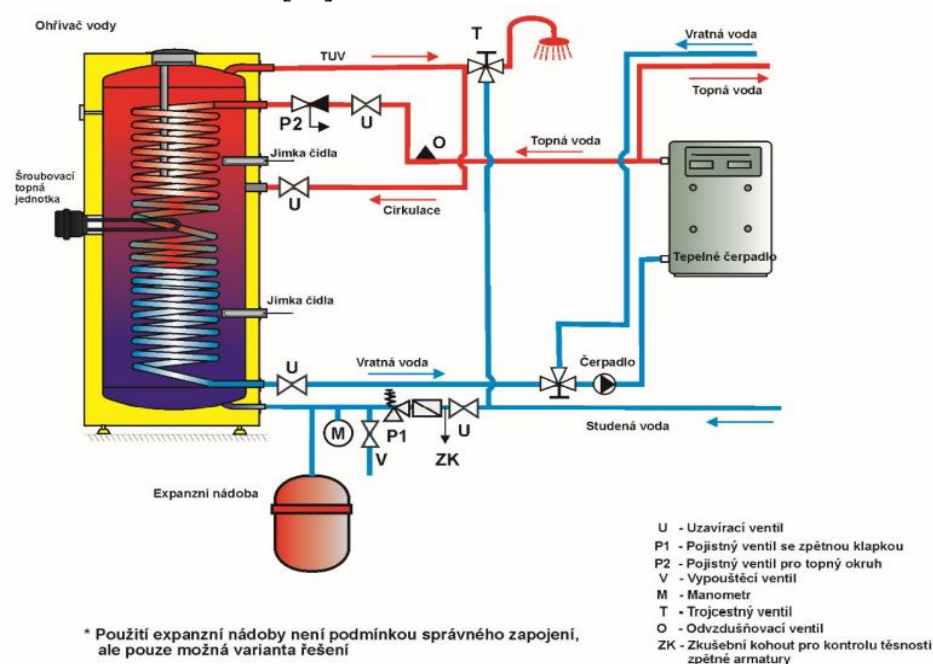 Ohřívač vody
T
TUV
Vratná voda
Topná voda
P2
U
O
Topná voda
Jimka čidla
Šroubovací
topná
jednotka
U
Cirkulace
Tepelné čerpadlo
Jimka čidla
U
Vratná voda
Čerpadlo
M
P1
U
Studená voda
V
ZK
Expanzní nádoba
U - Uzavírací ventil
P1 - Pojistný ventil se zpětnou klapkou
P2 - Pojistný ventil pro topný okruh
V - Vypouštěcí ventil
M - Manometr
T - Trojcestný ventil
O - Odvzdušňovací ventil
ZK - Zkušební kohout pro kontrolu těsnosti
zpětné armatury
* Použití expanzní nádoby není podmínkou správného zapojení,
ale pouze možná varianta řešení